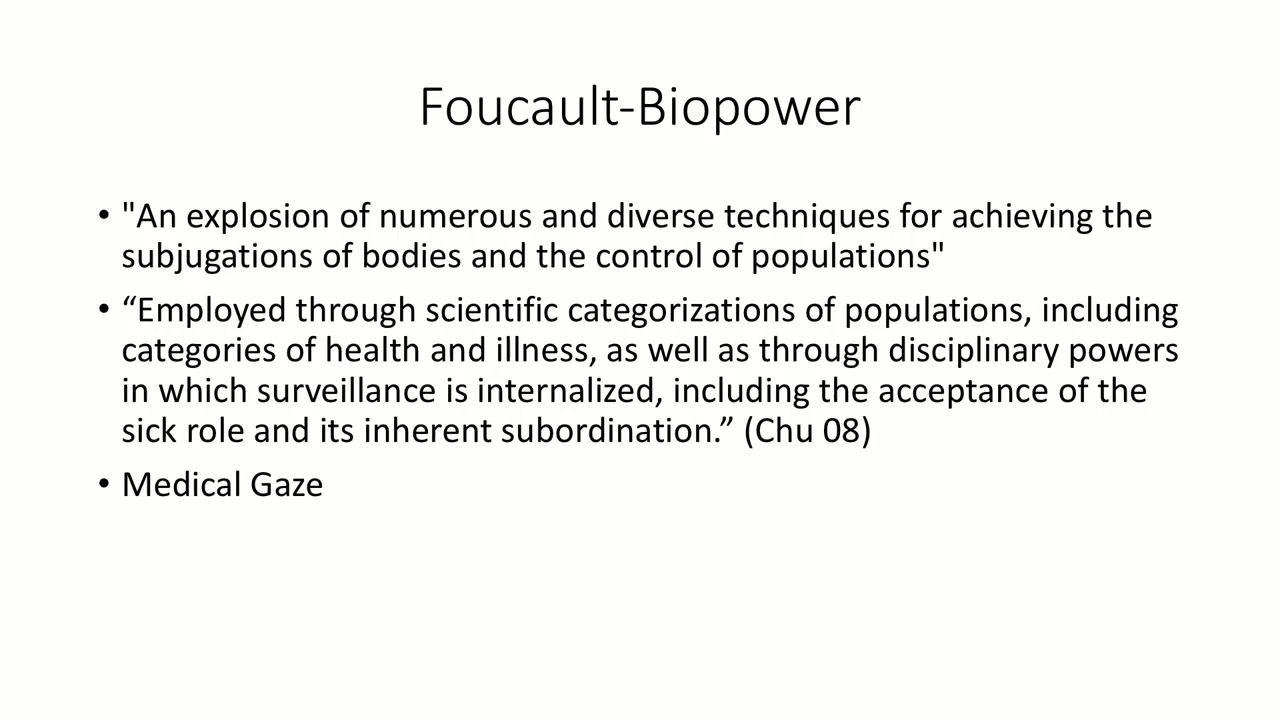 Foucault-Biopower
• "An explosion of numerous and diverse techniques for achieving the
subjugations of bodies and the control of populations"
• “Employed through scientific categorizations of populations, including
categories of health and illness, as well as through disciplinary powers
in which surveillance is internalized, including the acceptance of the
sick role and its inherent subordination.” (Chu 08)
• Medical Gaze